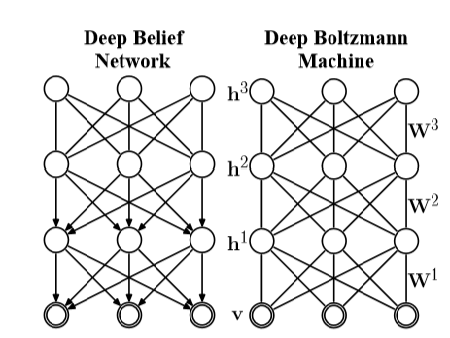 Deep Belief
Network
Deep Boltzmann
Machine
h³
W³
h²
W²
h¹
W¹
v